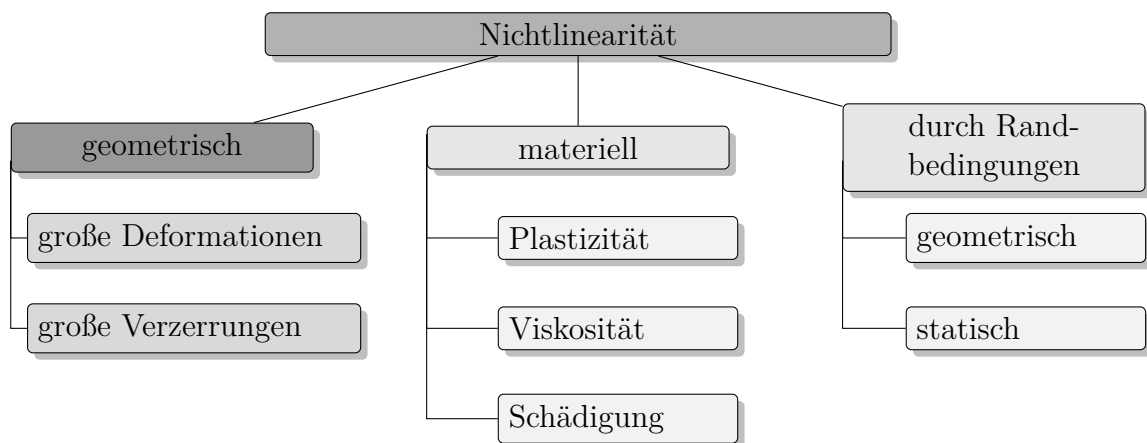 Nichtlinearität
geometrisch
große Deformationen
große Verzerrungen
materiell
Plastizität
Viskosität
Schädigung
durch Rand-
bedingungen
geometrisch
statisch